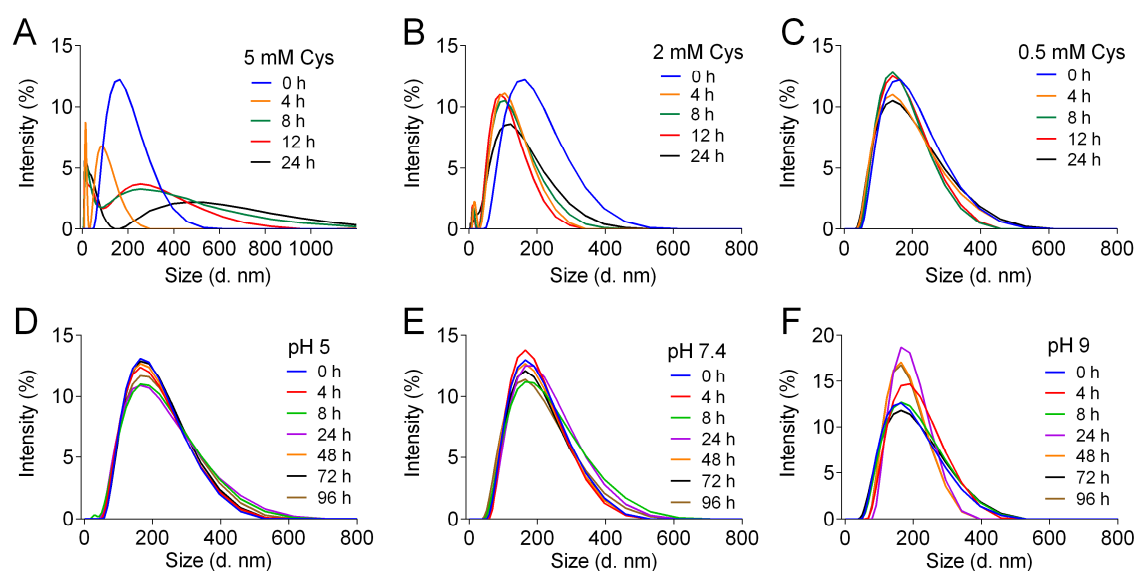 A
5 mM Cys
0 h
4 h
8 h
12 h
24 h
Intensity (%)
15
10
5
0
0 200 400 600 800 1000
Size (d. nm)
B
2 mM Cys
0 h
4 h
8 h
12 h
24 h
Intensity (%)
15
10
5
0
0 200 400 600 800
Size (d. nm)
C
0.5 mM Cys
0 h
4 h
8 h
12 h
24 h
Intensity (%)
15
10
5
0
0 200 400 600 800
Size (d. nm)
D
pH 5
0 h
4 h
8 h
24 h
48 h
72 h
96 h
Intensity (%)
15
10
5
0
0 200 400 600 800
Size (d. nm)
E
pH 7.4
0 h
4 h
8 h
24 h
48 h
72 h
96 h
Intensity (%)
15
10
5
0
0 200 400 600 800
Size (d. nm)
F
pH 9
0 h
4 h
8 h
24 h
48 h
72 h
96 h
Intensity (%)
20
15
10
5
0
0 200 400 600 800
Size (d. nm)